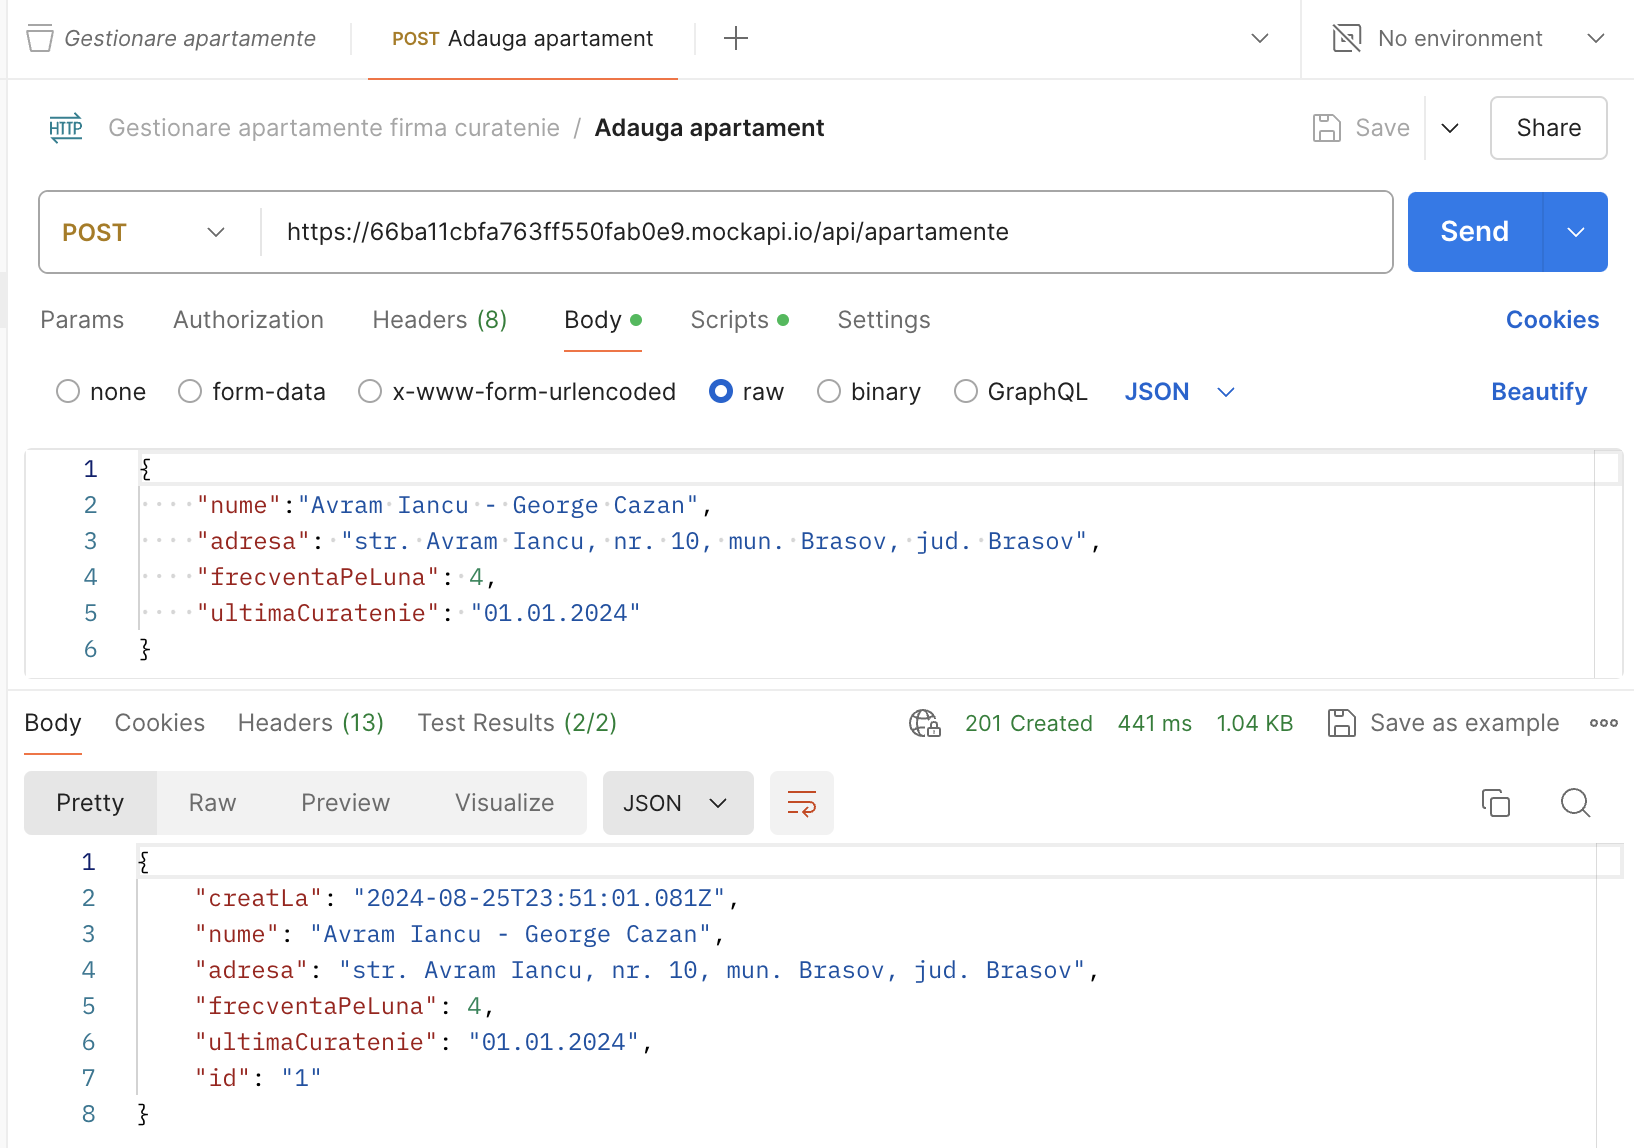 Gestionare apartamente
POST Adauga apartament
No environment
HTTP Gestionare apartamente firma curatenie / Adauga apartament
Save
Share
POST
https://66ba11cbfa763ff550fab0e9.mockapi.io/api/apartamente
Send
Params Authorization Headers (8) Body Scripts Settings Cookies
none form-data x-www-form-urlencoded raw binary GraphQL JSON Beautify
1 {
2 "nume":"Avram Iancu - George Cazan",
3 "adresa": "str. Avram Iancu, nr. 10, mun. Brasov, jud. Brasov",
4 "frecventaPeLuna": 4,
5 "ultimaCuratenie": "01.01.2024"
6 }
Body Cookies Headers (13) Test Results (2/2) 201 Created 441 ms 1.04 KB Save as example
Pretty Raw Preview Visualize JSON
1 {
2 "creatLa": "2024-08-25T23:51:01.081Z",
3 "nume": "Avram Iancu - George Cazan",
4 "adresa": "str. Avram Iancu, nr. 10, mun. Brasov, jud. Brasov",
5 "frecventaPeLuna": 4,
6 "ultimaCuratenie": "01.01.2024",
7 "id": "1"
8 }